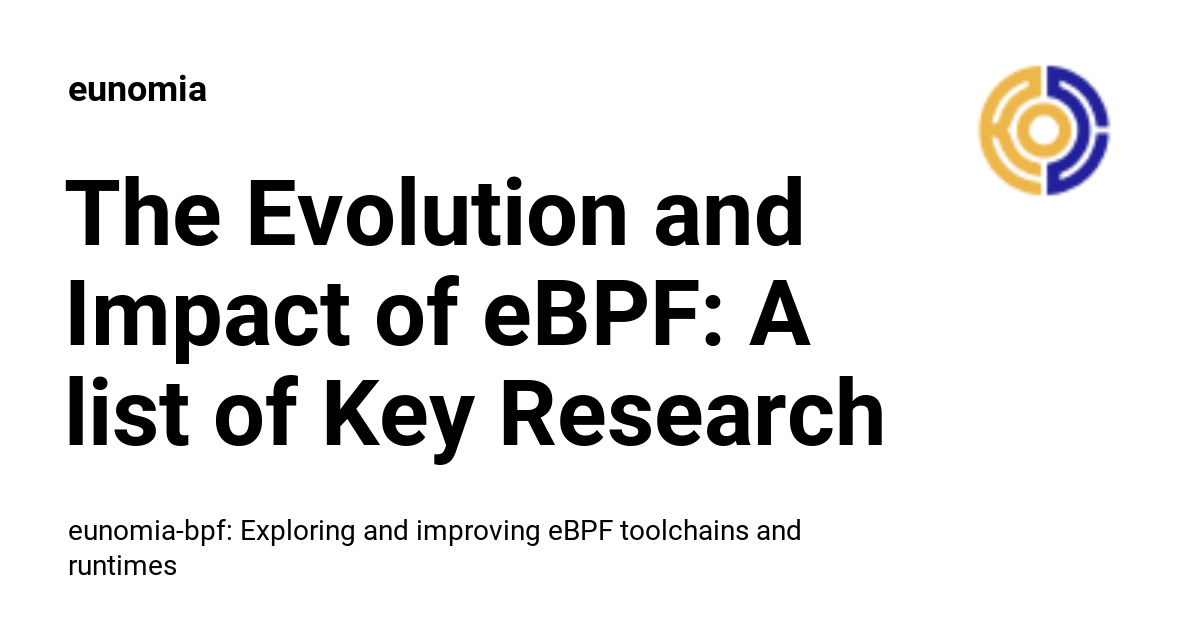 eunomia
The Evolution and
Impact of eBPF: A
list of Key Research
eunomia-bpf: Exploring and improving eBPF toolchains and
runtimes